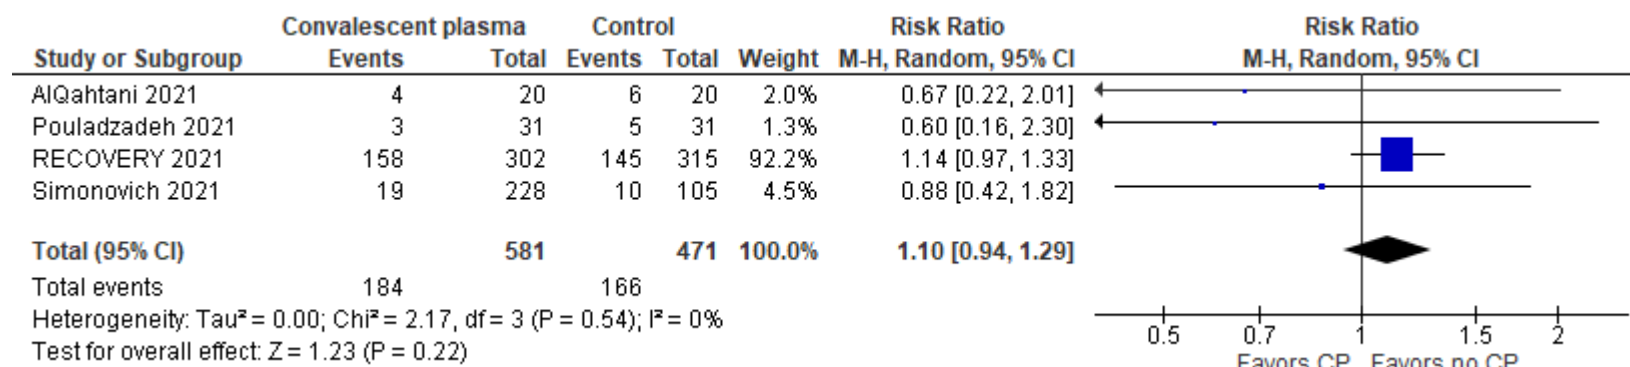 Convalescent plasma Control Risk Ratio Risk Ratio
Study or Subgroup Events Total Events Total Weight M-H, Random, 95% CI M-H, Random, 95% CI
AlQahtani 2021 4 20 6 20 2.0% 0.67 [0.22, 2.01]
Pouladzadeh 2021 3 31 5 31 1.3% 0.60 [0.16, 2.30]
RECOVERY 2021 158 302 145 315 92.2% 1.14 [0.97, 1.33]
Simonovich 2021 19 228 10 105 4.5% 0.88 [0.42, 1.82]
Total (95% CI) 581 471 100.0% 1.10 [0.94, 1.29]
Total events 184 166
Heterogeneity: Tau² = 0.00; Chi² = 2.17, df = 3 (P = 0.54); I² = 0%
Test for overall effect: Z = 1.23 (P = 0.22)
0.5 0.7 1 1.5 2
Favors CP Favors no CP